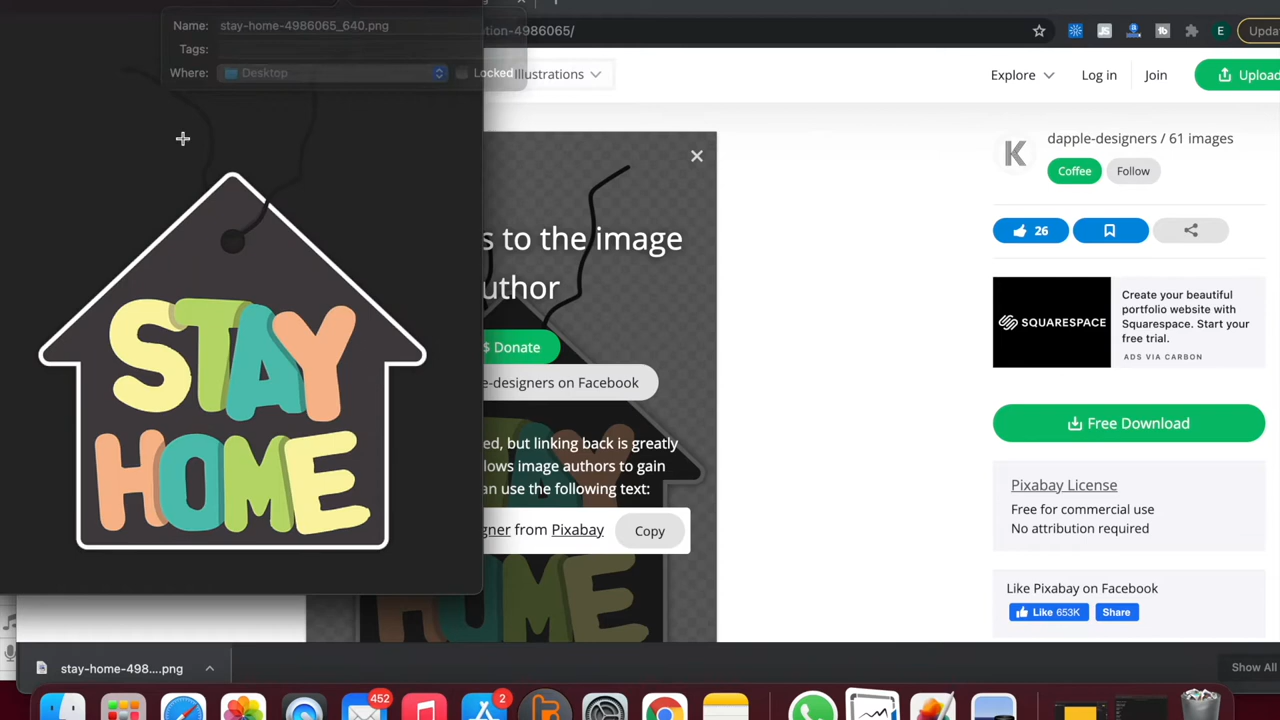 Name: stay-home-4986065_640.png
Tags:
Where: Desktop
Locked
ation-4986065/
Updat
llustrations
Explore
Log in
Join
Upload
dapple-designers / 61 images
Coffee
Follow
26
s to the image
uthor
$ Donate
e-designers on Facebook
ed, but linking back is greatly
lows image authors to gain
an use the following text:
gner from Pixabay
Copy
SQUARESPACE
Create your beautiful
portfolio website with
Squarespace. Start your
free trial.
ADS VIA CARBON
Free Download
Pixabay License
Free for commercial use
No attribution required
Like Pixabay on Facebook
Like 653K
Share
STAY
HOME
HOME
stay-home-498....png
Show All
452
2
K
E
JS